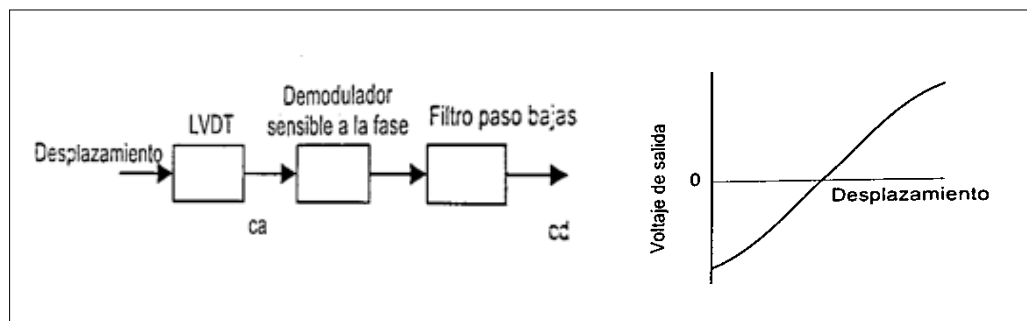 LVDT
Demodulador
sensible a la fase
Filtro paso bajas
Desplazamiento
ca
cd
Voltaje de salida
0
Desplazamiento